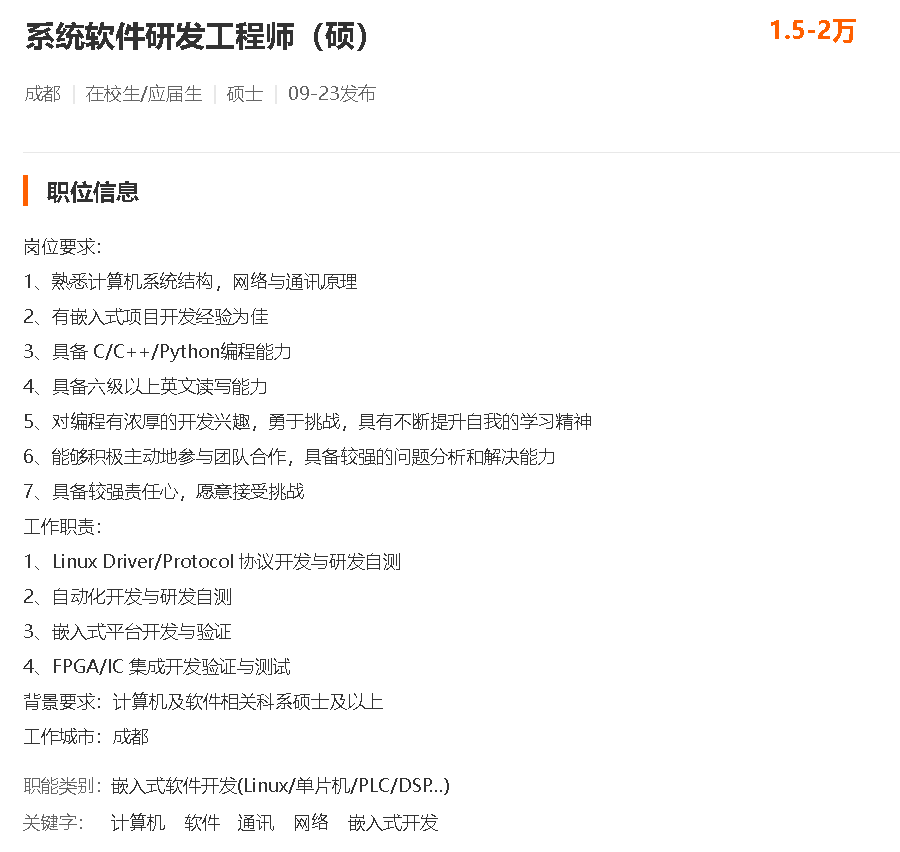 系统软件研发工程师（硕）
1.5-2万
成都 | 在校生/应届生 | 硕士 | 09-23发布
职位信息
岗位要求：
1、熟悉计算机系统结构，网络与通讯原理
2、有嵌入式项目开发经验为佳
3、具备 C/C++/Python编程能力
4、具备六级以上英文读写能力
5、对编程有浓厚的开发兴趣，勇于挑战，具有不断提升自我的学习精神
6、能够积极主动地参与团队合作，具备较强的问题分析和解决能力
7、具备较强责任心，愿意接受挑战
工作职责：
1、Linux Driver/Protocol 协议开发与研发自测
2、自动化开发与研发自测
3、嵌入式平台开发与验证
4、FPGA/IC 集成开发验证与测试
背景要求：计算机及软件相关科系硕士及以上
工作城市：成都
职能类别：嵌入式软件开发(Linux/单片机/PLC/DSP...)
关键字： 计算机 软件 通讯 网络 嵌入式开发